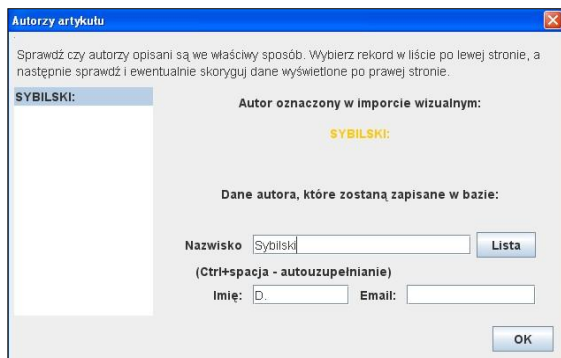 Autorzy artykułu
Sprawdź czy autorzy opisani są we właściwy sposób. Wybierz rekord w liście po lewej stronie, a
następnie sprawdź i ewentualnie skoryguj dane wyświetlone po prawej stronie.
SYBILSKI:
Autor oznaczony w imporcie wizualnym:
SYBILSKI:
Dane autora, które zostaną zapisane w bazie:
Nazwisko Sybilski Lista
(Ctrl+spacja - autouzupełnianie)
Imię: D. Email:
OK